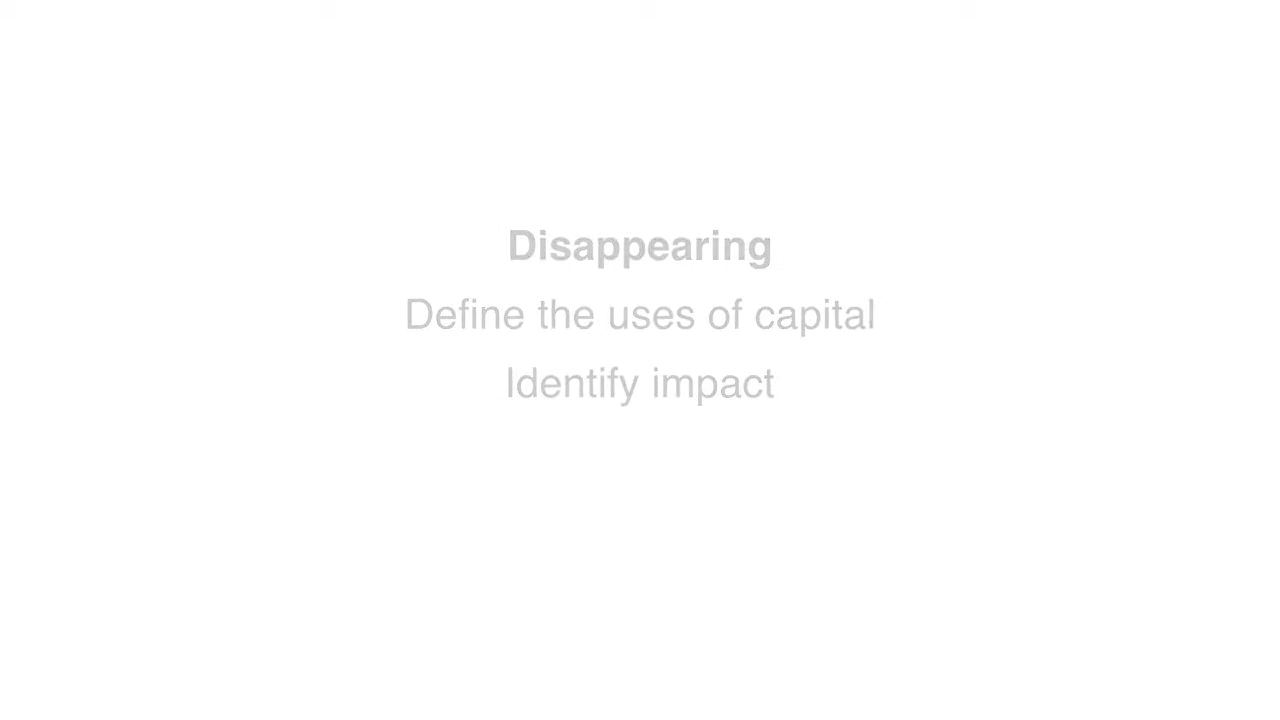 Disappearing
Define the uses of capital
Identify impact